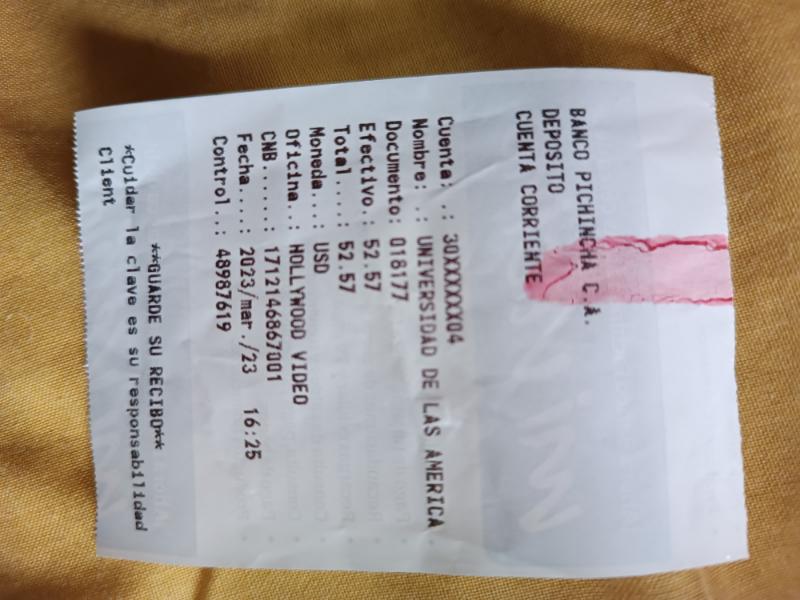 BANCO PICHINCHA C.A.
DEPOSITO
CUENTA CORRIENTE
Cuenta: .: 30XXXXXX04
Nombre: .: UNIVERSIDAD DE LAS AMERICA
Documento: 018177
Efectivo.: 52.57
Total....: 52.57
Moneda...: USD
Oficina..: HOLLYWOOD VIDEO
CNB......: 1712146867001
Fecha....: 2023/mar./23 16:25
Control..: 48987619
**GUARDE SU RECIBO**
*Cuidar la clave es su responsabilidad
Client